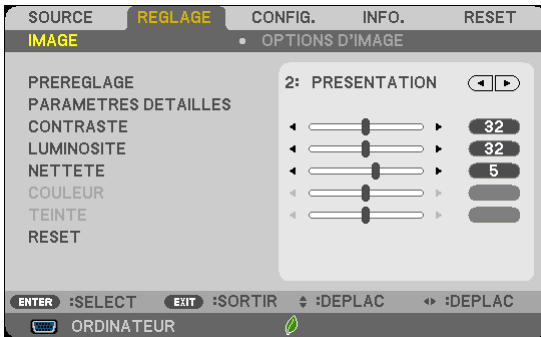 SOURCE REGLAGE CONFIG. INFO. RESET
IMAGE • OPTIONS D'IMAGE
PREREGLAGE 2: PRESENTATION
PARAMETRES DETAILLES
CONTRASTE 32
LUMINOSITE 32
NETTETE 5
COULEUR
TEINTE
RESET
ENTER :SELECT EXIT :SORTIR :DEPLAC :DEPLAC
ORDINATEUR